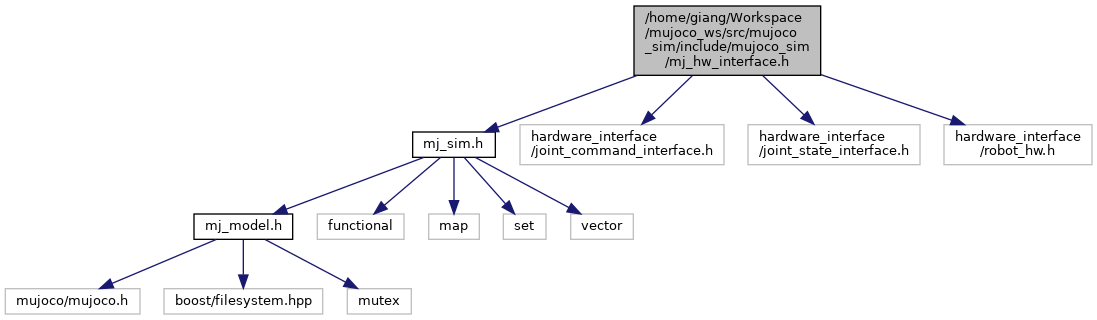 /home/giang/Workspace
/mujoco_ws/src/mujoco
_sim/include/mujoco_sim
/mj_hw_interface.h
mj_sim.h
hardware_interface
/joint_command_interface.h
hardware_interface
/joint_state_interface.h
hardware_interface
/robot_hw.h
mj_model.h
functional
map
set
vector
mujoco/mujoco.h
boost/filesystem.hpp
mutex